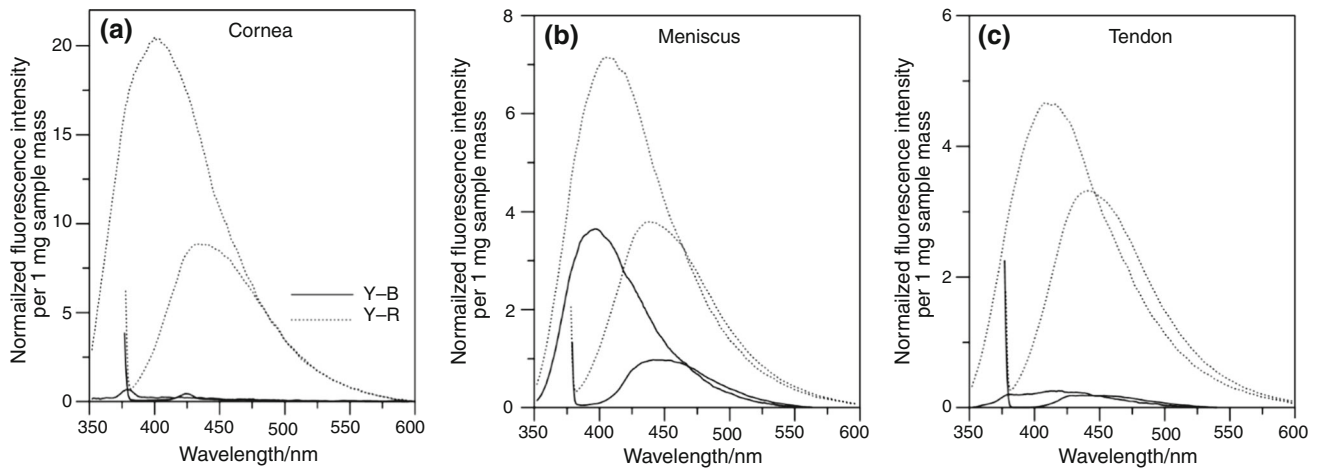 (a)
Cornea
Normailzed fluorescence intensity
per 1 mg sample mass
20
15
10
5
0
Y–B
Y–R
350 400 450 500 550 600
Wavelength/nm
(b)
Meniscus
Normailzed fluorescence intensity
per 1 mg sample mass
8
6
4
2
0
350 400 450 500 550 600
Wavelength/nm
(c)
Tendon
Normailzed fluorescence intensity
per 1 mg sample mass
6
4
2
0
350 400 450 500 550 600
Wavelength/nm